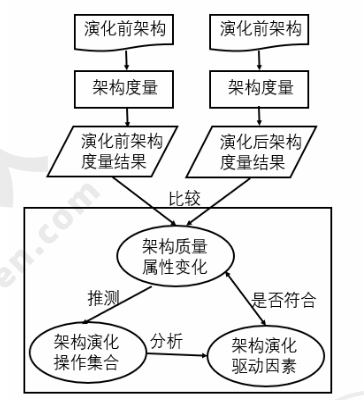 演化前架构
演化前架构
架构度量
架构度量
演化前架构
度量结果
演化后架构
度量结果
比较
架构质量
属性变化
推测
是否符合
架构演化
操作集合
分析
架构演化
驱动因素
en.com